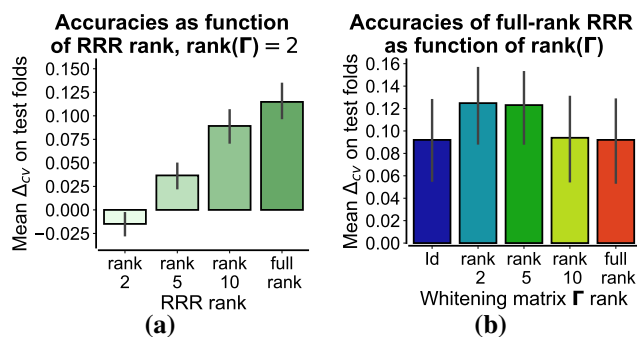 Accuracies as function
of RRR rank, rank(Γ) = 2
Mean Δcv on test folds
0.150
0.125
0.100
0.075
0.050
0.025
0.000
−0.025
rank 2
rank 5
rank 10
full rank
RRR rank
(a)
Accuracies of full-rank RRR
as function of rank(Γ)
Mean Δcv on test folds
0.16
0.14
0.12
0.10
0.08
0.06
0.04
0.02
0.00
Id
rank 2
rank 5
rank 10
full rank
Whitening matrix Γ rank
(b)